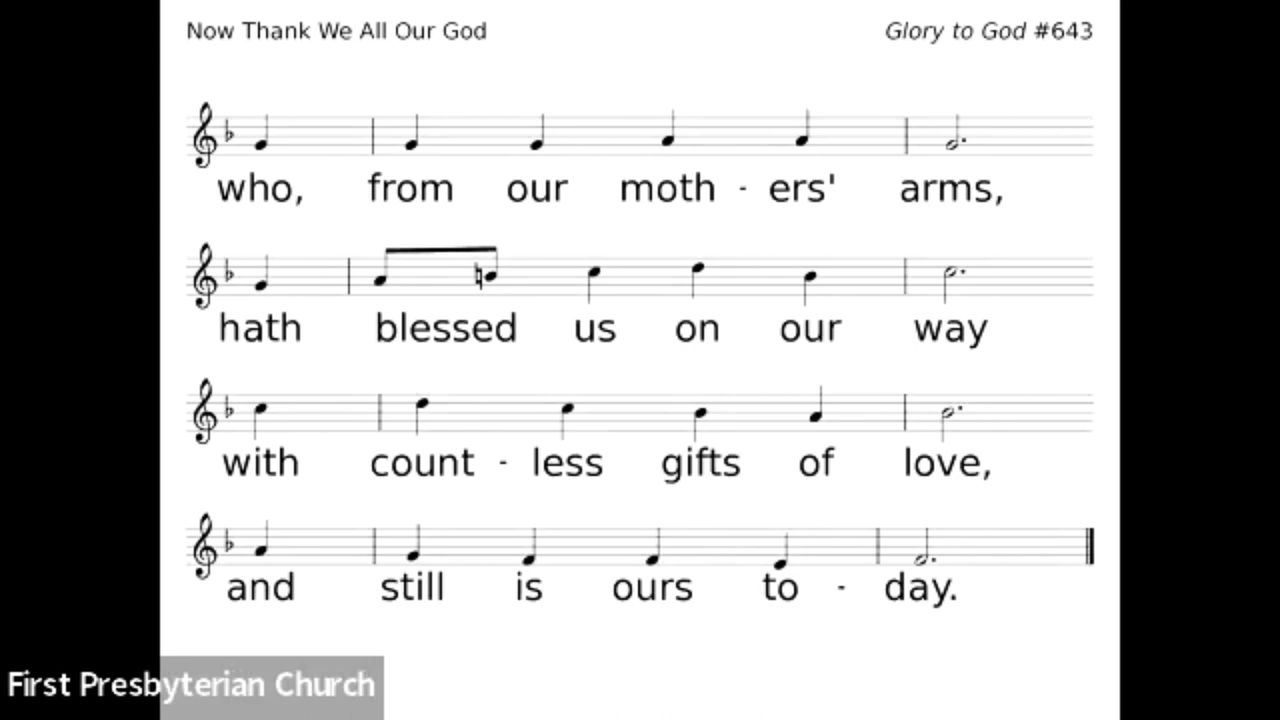 Now Thank We All Our God
Glory to God #643
who, from our moth - ers' arms,
hath blessed us on our way
with count - less gifts of love,
and still is ours to - day.
First Presbyterian Church